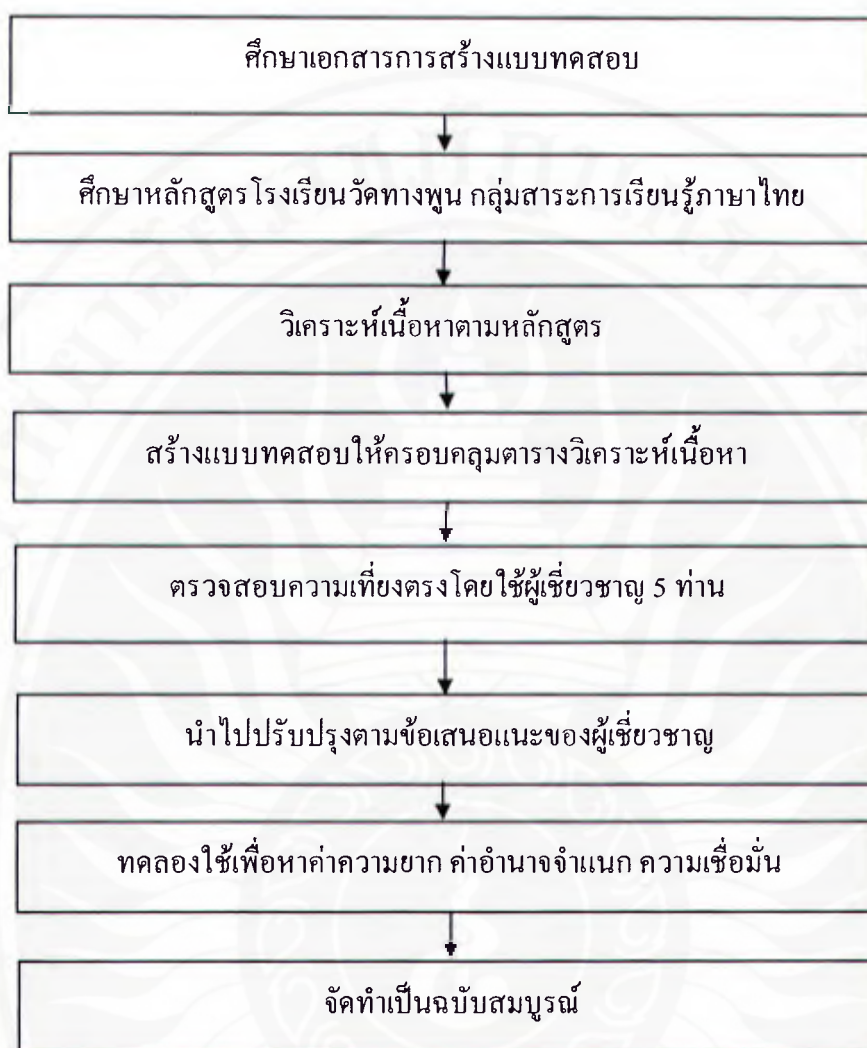 ศึกษาเอกสารการสร้างแบบทดสอบ
ศึกษาหลักสูตรโรงเรียนวัดทางพูน กลุ่มสาระการเรียนรู้ภาษาไทย
วิเคราะห์เนื้อหาตามหลักสูตร
สร้างแบบทดสอบให้ครอบคลุมตารางวิเคราะห์เนื้อหา
ตรวจสอบความเที่ยงตรงโดยใช้ผู้เชี่ยวชาญ 5 ท่าน
นำไปปรับปรุงตามข้อเสนอแนะของผู้เชี่ยวชาญ
ทดลองใช้เพื่อหาค่าความยาก ค่าอำนาจจำแนก ความเชื่อมั่น
จัดทำเป็นฉบับสมบูรณ์